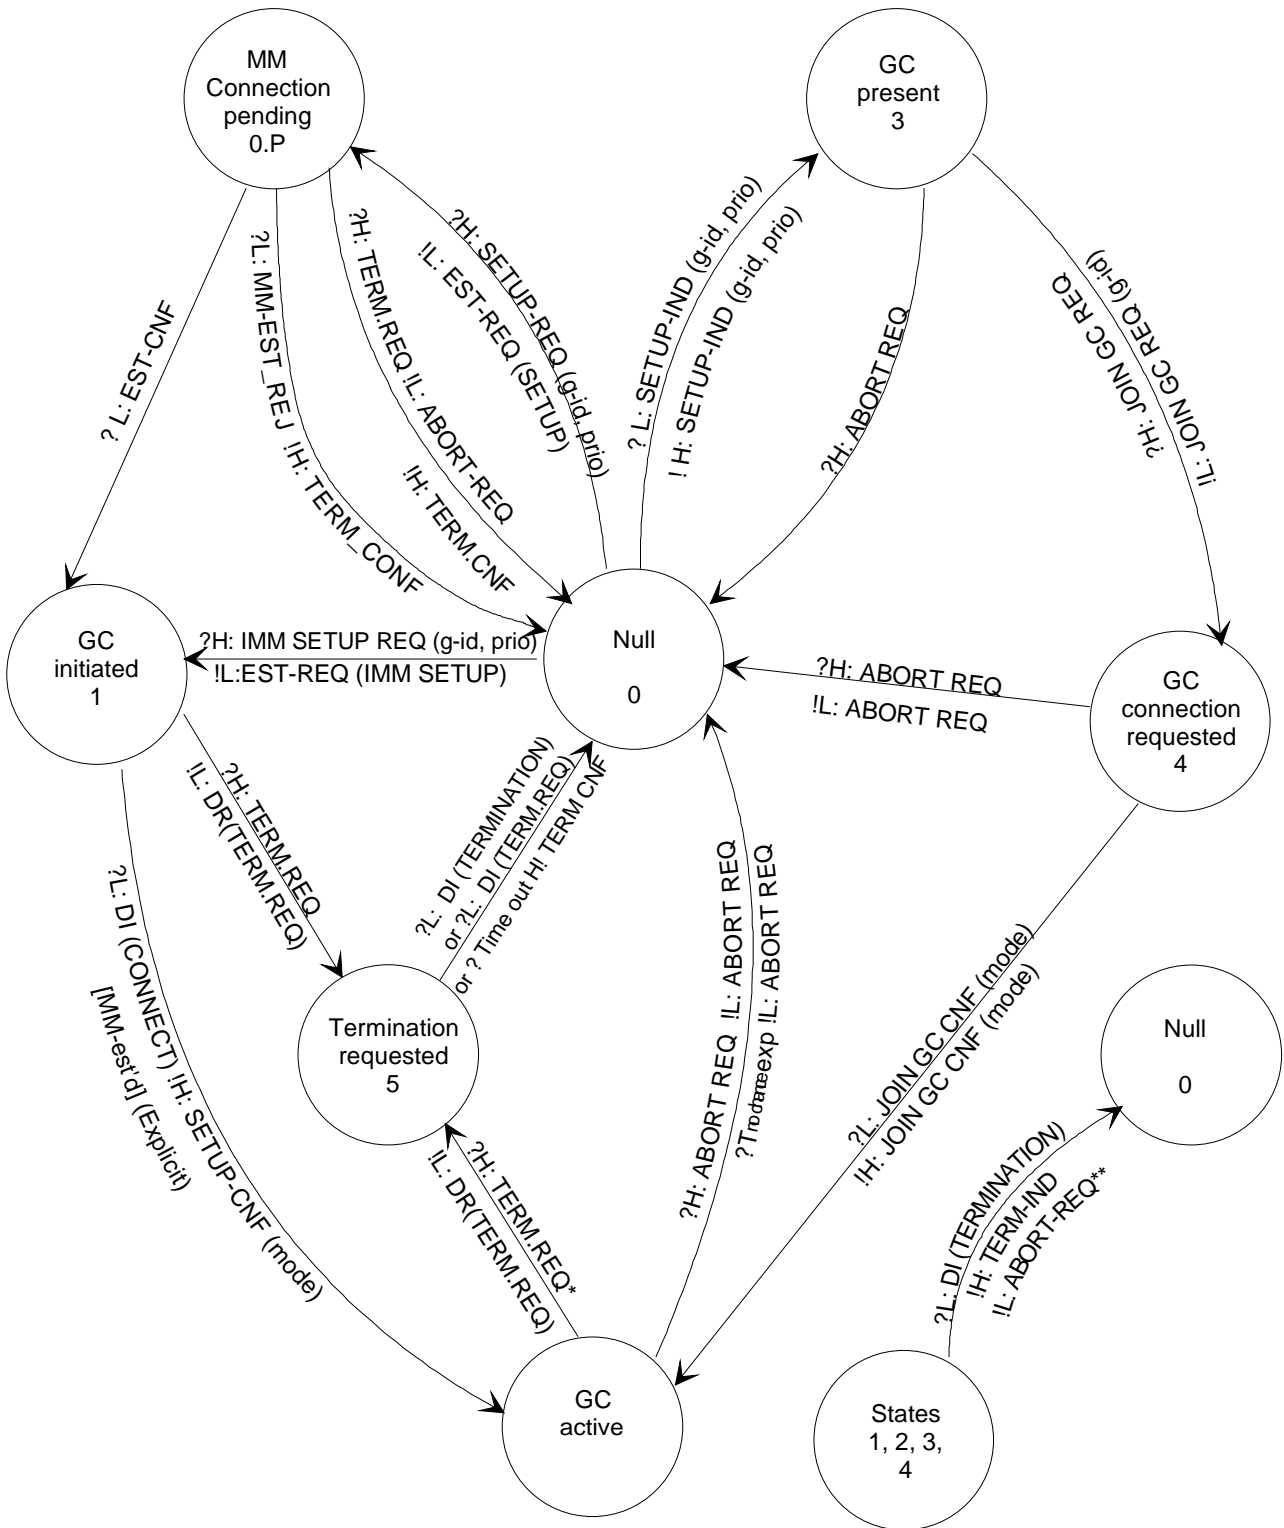 MM
Connection
pending
0.P
GC
present
3
?L: EST-CNF
?L: MM-EST_REJ !H: TERM_CONF
?H: TERM.REQ !L: ABORT-REQ
!H: TERM.CNF
?H: SETUP-REQ (g-id, prio)
!L: EST-REQ (SETUP)
? L: SETUP-IND (g-id, prio)
! H: SETUP-IND (g-id, prio)
?H: ABORT REQ
!L: JOIN GC REQ (g-id)
?H: JOIN GC REQ
GC
initiated
1
?H: IMM SETUP REQ (g-id, prio)
!L:EST-REQ (IMM SETUP)
Null
0
?H: ABORT REQ
!L: ABORT REQ
GC
connection
requested
4
?H: TERM.REQ
!L: DR(TERM.REQ)
?L: DI (TERMINATION)
or ?L: DI (TERM.REQ)
or ? Time out H! TERM CNF
?L: DI (CONNECT) !H: SETUP-CNF (mode)
[MM-est'd] (Explicit)
Termination
requested
5
?H: ABORT REQ !L: ABORT REQ
exp !L: ABORT REQ
?L: JOIN GC CNF (mode)
!H: JOIN GC CNF (mode)
Null
0
?H: TERM.REQ*
!L: DR(TERM.REQ)
?L: DI (TERMINATION)
!H: TERM-IND
!L: ABORT-REQ**
GC
active
States
1, 2, 3,
4